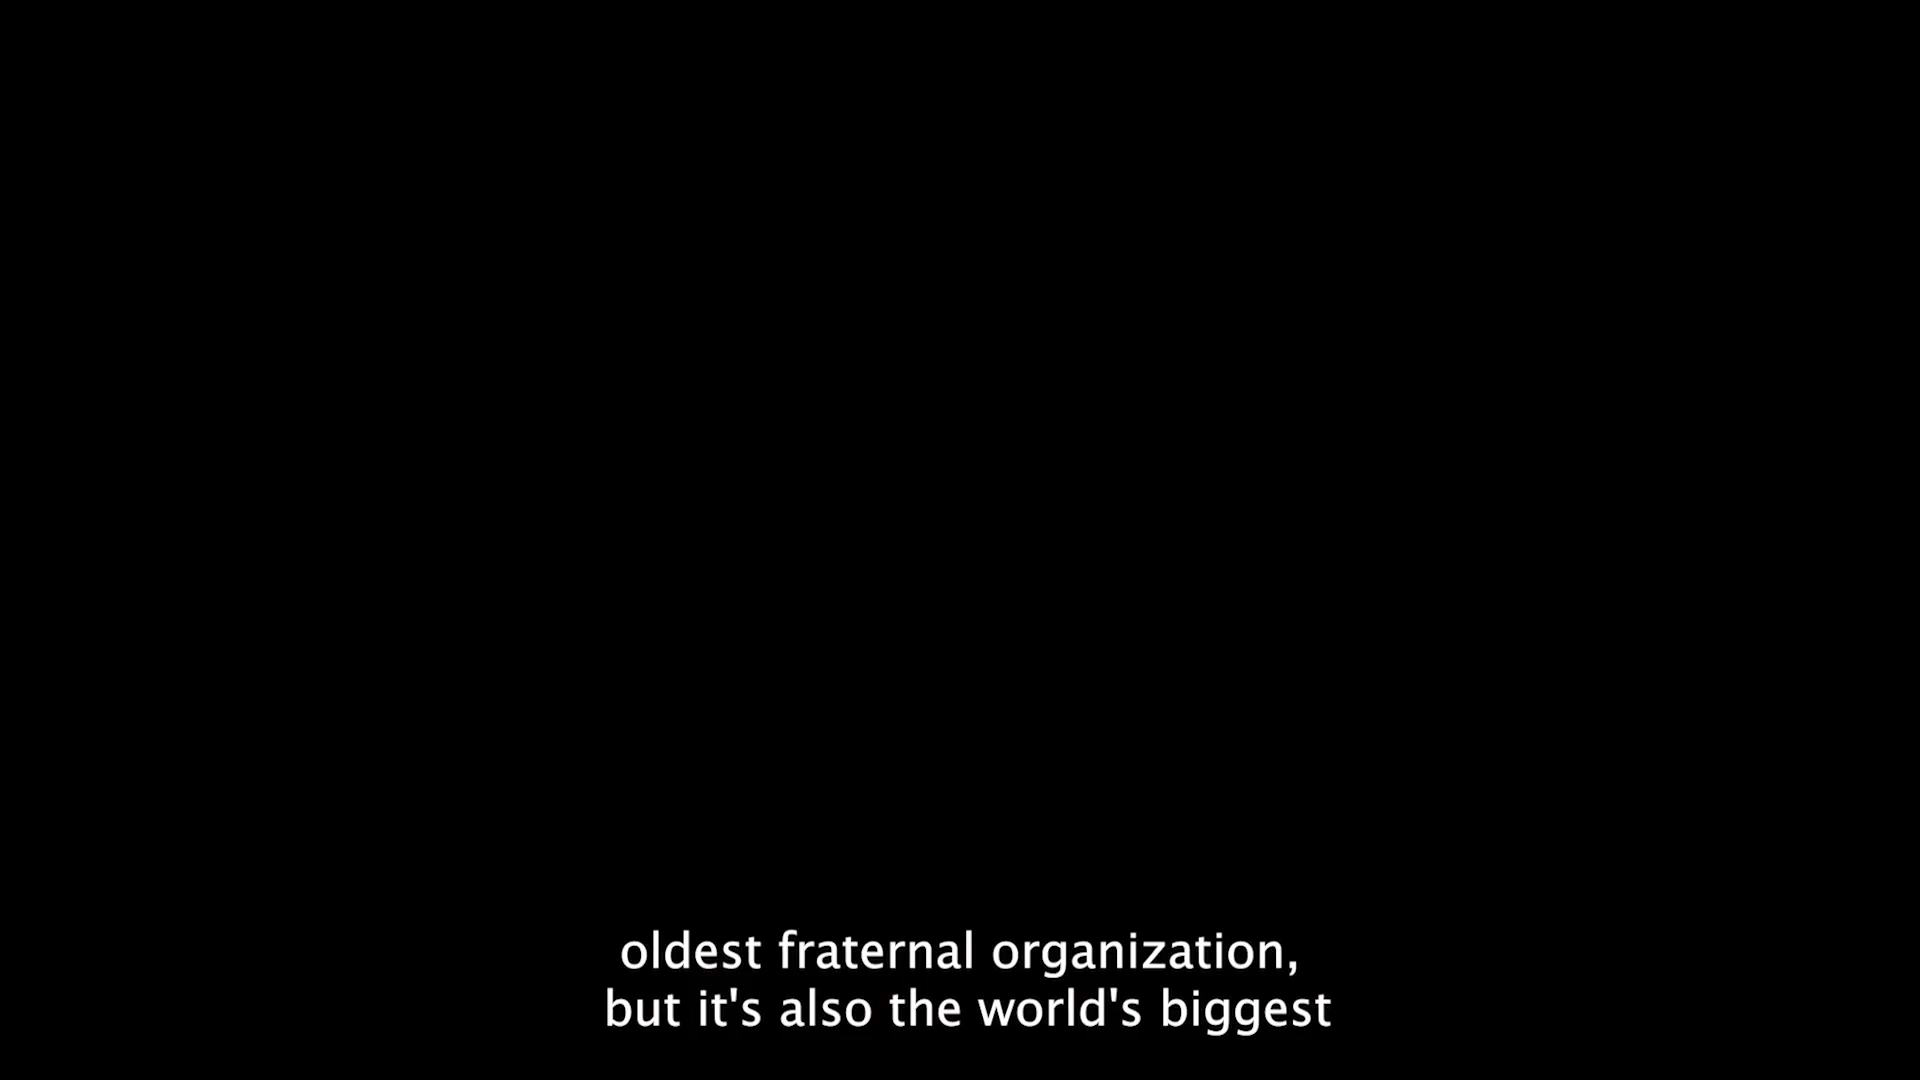 oldest fraternal organization,
but it's also the world's biggest